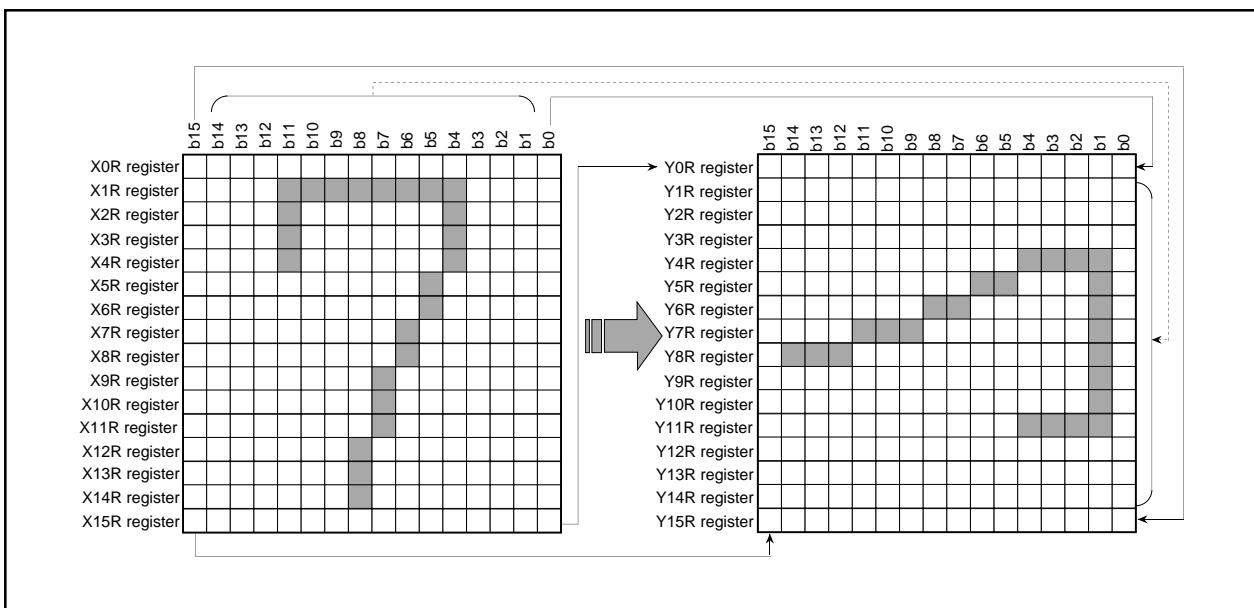 b15 b14 b13 b12 b11 b10 b9 b8 b7 b6 b5 b4 b3 b2 b1 b0
X0R register
X1R register
X2R register
X3R register
X4R register
X5R register
X6R register
X7R register
X8R register
X9R register
X10R register
X11R register
X12R register
X13R register
X14R register
X15R register
b15 b14 b13 b12 b11 b10 b9 b8 b7 b6 b5 b4 b3 b2 b1 b0
Y0R register
Y1R register
Y2R register
Y3R register
Y4R register
Y5R register
Y6R register
Y7R register
Y8R register
Y9R register
Y10R register
Y11R register
Y12R register
Y13R register
Y14R register
Y15R register